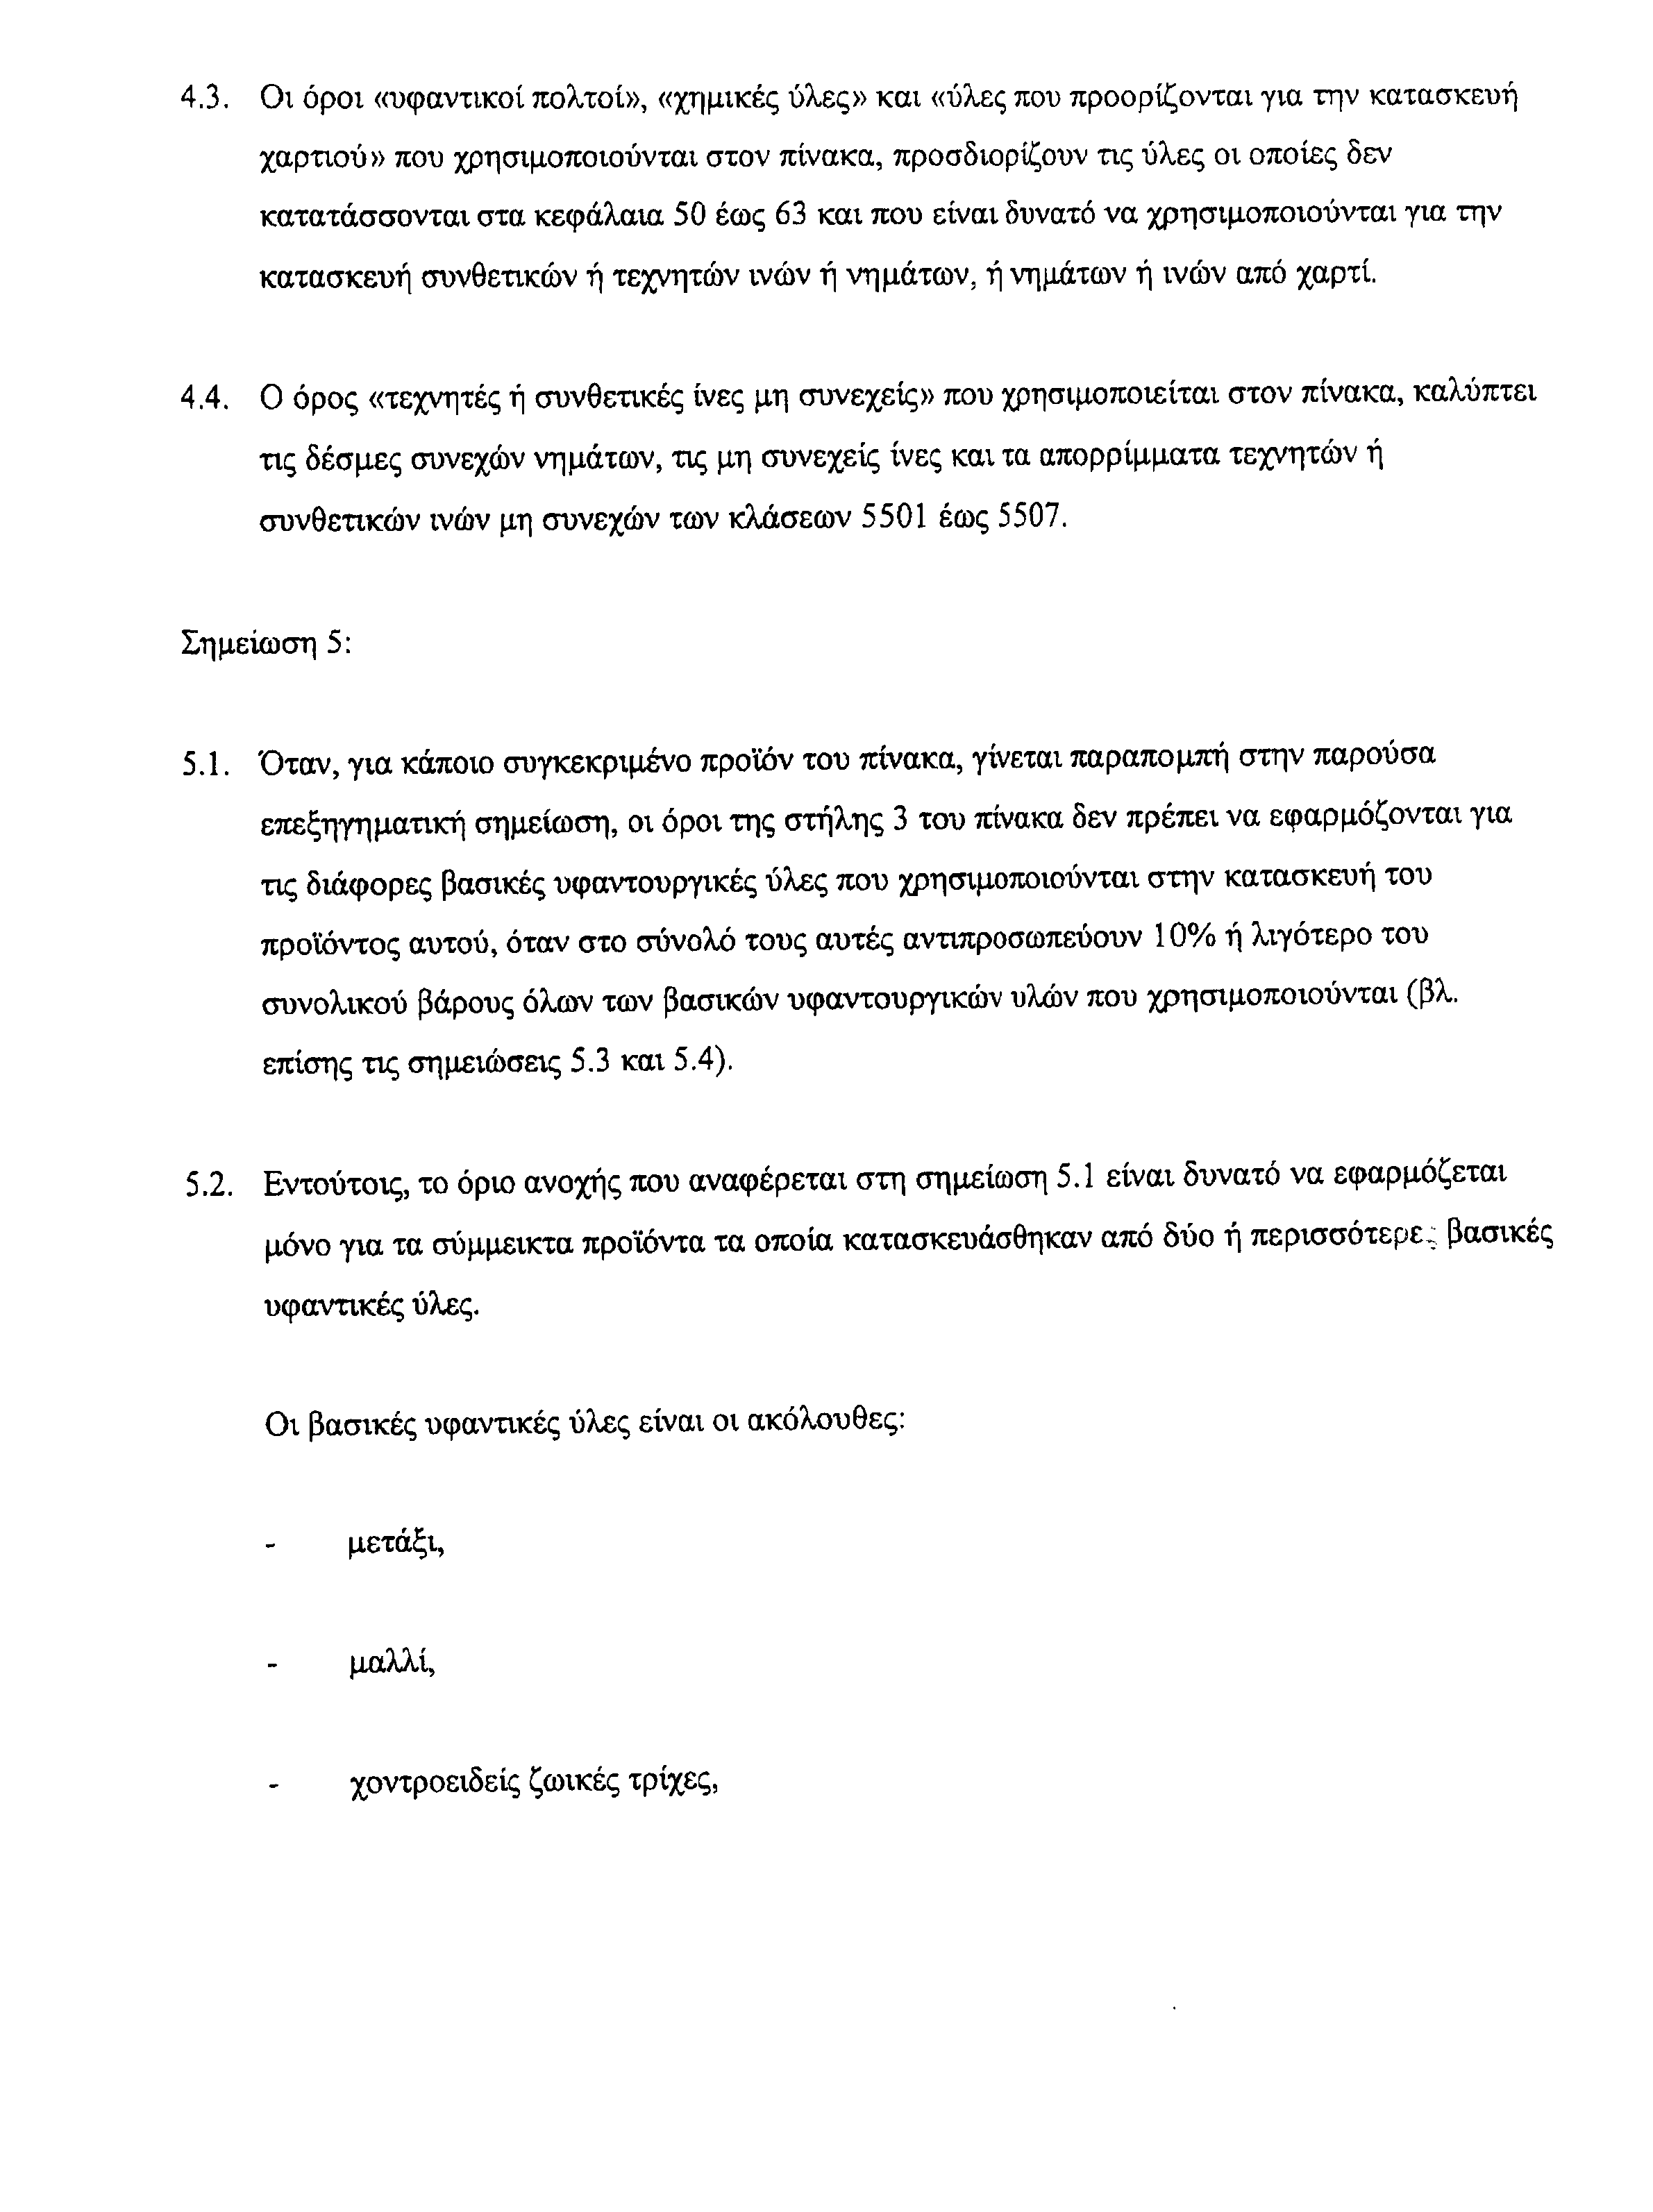 4.3. Οι όροι «υφαντικοί πολτοί», «χημικές ύλες» και «ύλες που προορίζονται για την κατασκευή
χαρτιού» που χρησιμοποιούνται στον πίνακα, προσδιορίζουν τις ύλες οι οποίες δεν
κατατάσσονται στα κεφάλαια 50 έως 63 και που είναι δυνατό να χρησιμοποιούνται για την
κατασκευή συνθετικών ή τεχνητών ινών ή νημάτων, ή νημάτων ή ινών από χαρτί.
4.4. Ο όρος «τεχνητές ή συνθετικές ίνες μη συνεχείς» που χρησιμοποιείται στον πίνακα, καλύπτει
τις δέσμες συνεχών νημάτων, τις μη συνεχείς ίνες και τα απορρίμματα τεχνητών ή
συνθετικών ινών μη συνεχών των κλάσεων 5501 έως 5507.
Σημείωση 5:
5.1. Όταν, για κάποιο συγκεκριμένο προϊόν του πίνακα, γίνεται παραπομπή στην παρούσα
επεξηγηματική σημείωση, οι όροι της στήλης 3 του πίνακα δεν πρέπει να εφαρμόζονται για
τις διάφορες βασικές υφαντουργικές ύλες που χρησιμοποιούνται στην κατασκευή του
προϊόντος αυτού, όταν στο σύνολό τους αυτές αντιπροσωπεύουν 10% ή λιγότερο του
συνολικού βάρους όλων των βασικών υφαντουργικών υλών που χρησιμοποιούνται (βλ.
επίσης τις σημειώσεις 5.3 και 5.4).
5.2. Εντούτοις, το όριο ανοχής που αναφέρεται στη σημείωση 5.1 είναι δυνατό να εφαρμόζεται
μόνο για τα σύμμεικτα προϊόντα τα οποία κατασκευάσθηκαν από δύο ή περισσότερες βασικές
υφαντικές ύλες.
Οι βασικές υφαντικές ύλες είναι οι ακόλουθες:
- μετάξι,
- μαλλί,
- χοντροειδείς ζωικές τρίχες,